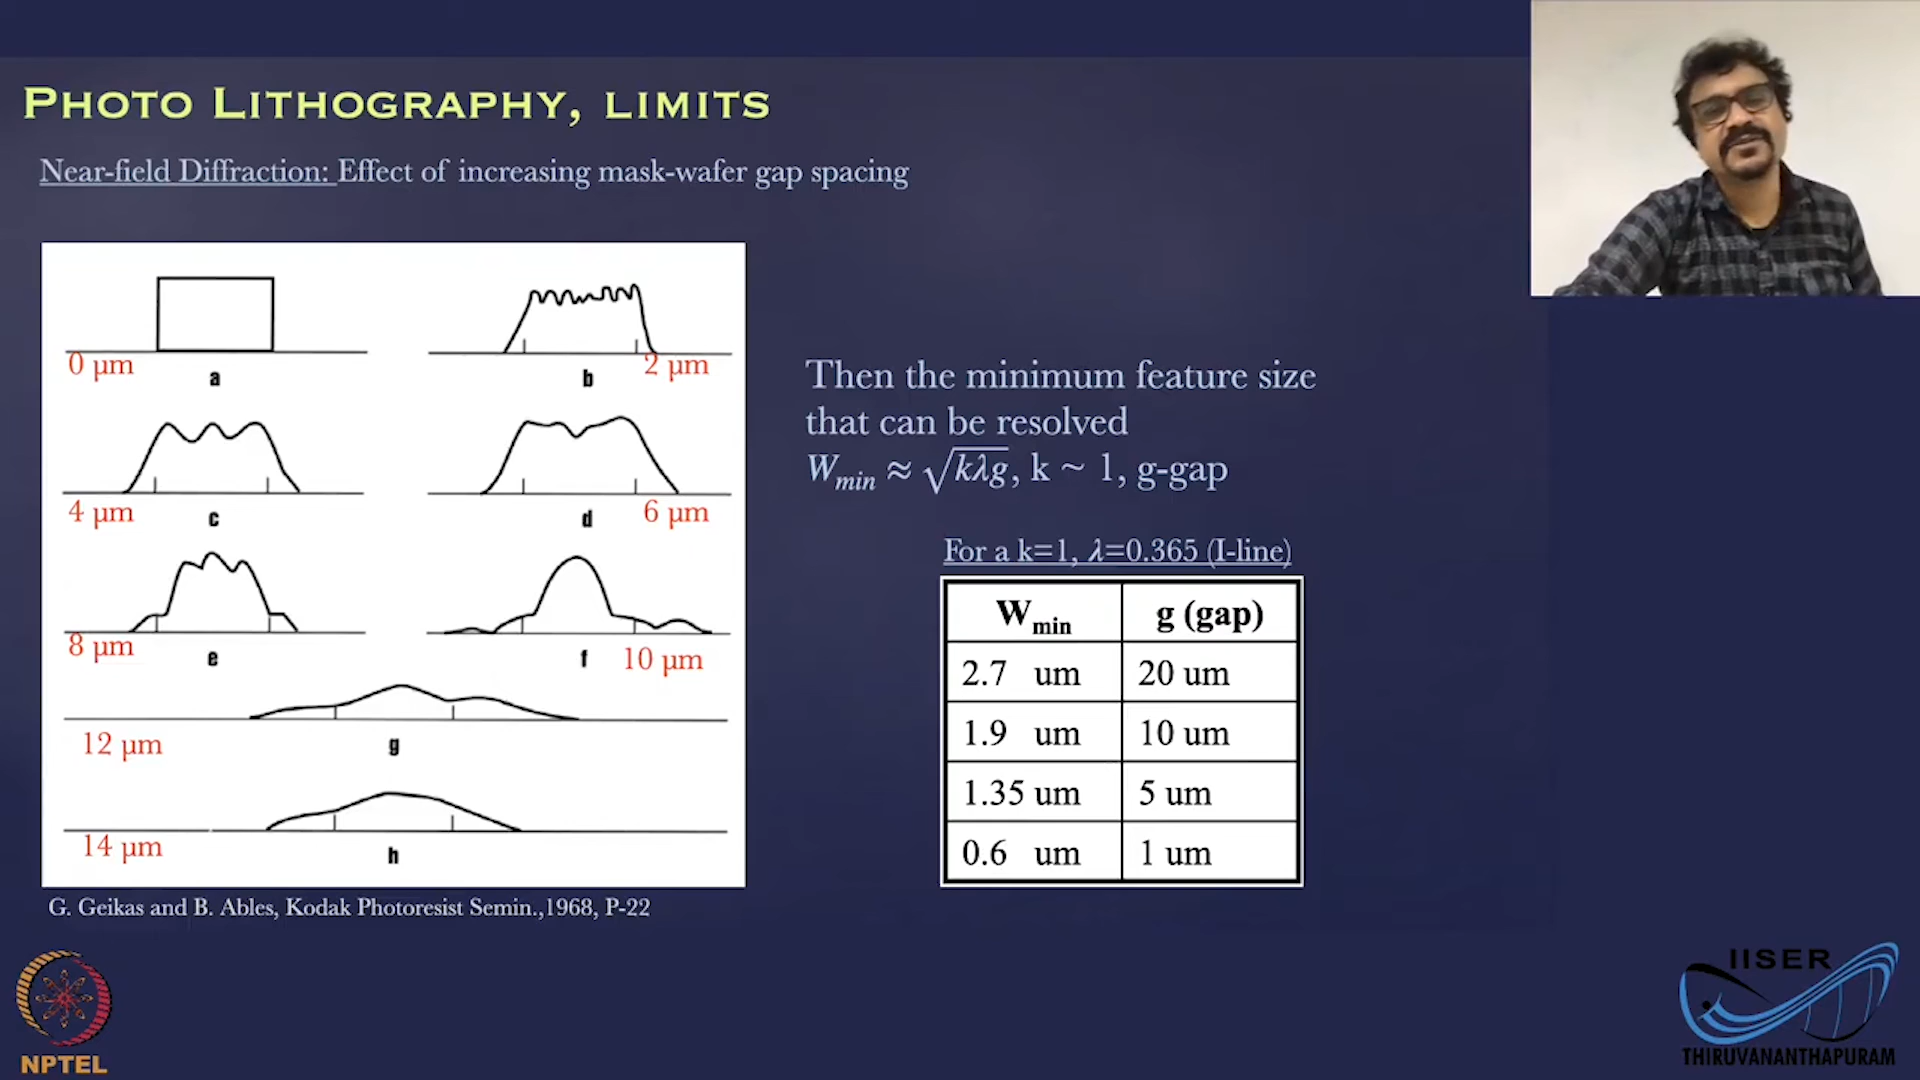 PHOTO LITHOGRAPHY, LIMITS
Near-field Diffraction: Effect of increasing mask-wafer gap spacing
0 µm
a
b
2 µm
4 µm
c
d
6 µm
8 µm
e
f
10 µm
12 µm
g
14 µm
h
G. Geikas and B. Ables, Kodak Photoresist Semin.,1968, P-22
Then the minimum feature size
that can be resolved
Wmin ≈ √kλg, k ~ 1, g-gap
For a k=1, λ=0.365 (I-line)
Wmin g (gap)
2.7 um 20 um
1.9 um 10 um
1.35 um 5 um
0.6 um 1 um
NPTEL
IISER
THIRUVANANTHAPURAM